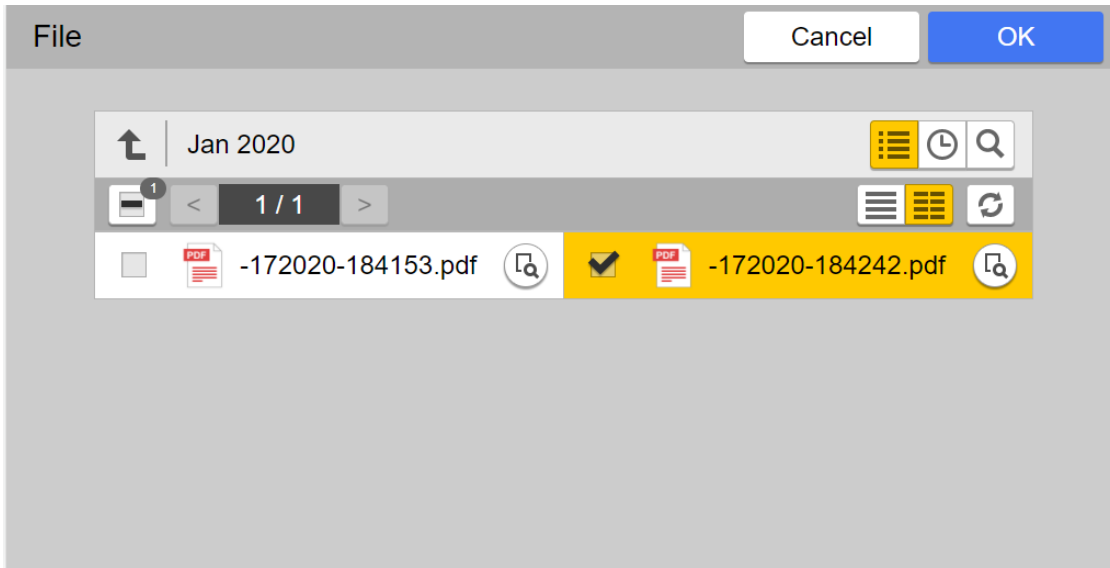 File Cancel OK
Jan 2020
1
< 1 / 1 >
PDF -172020-184153.pdf PDF -172020-184242.pdf